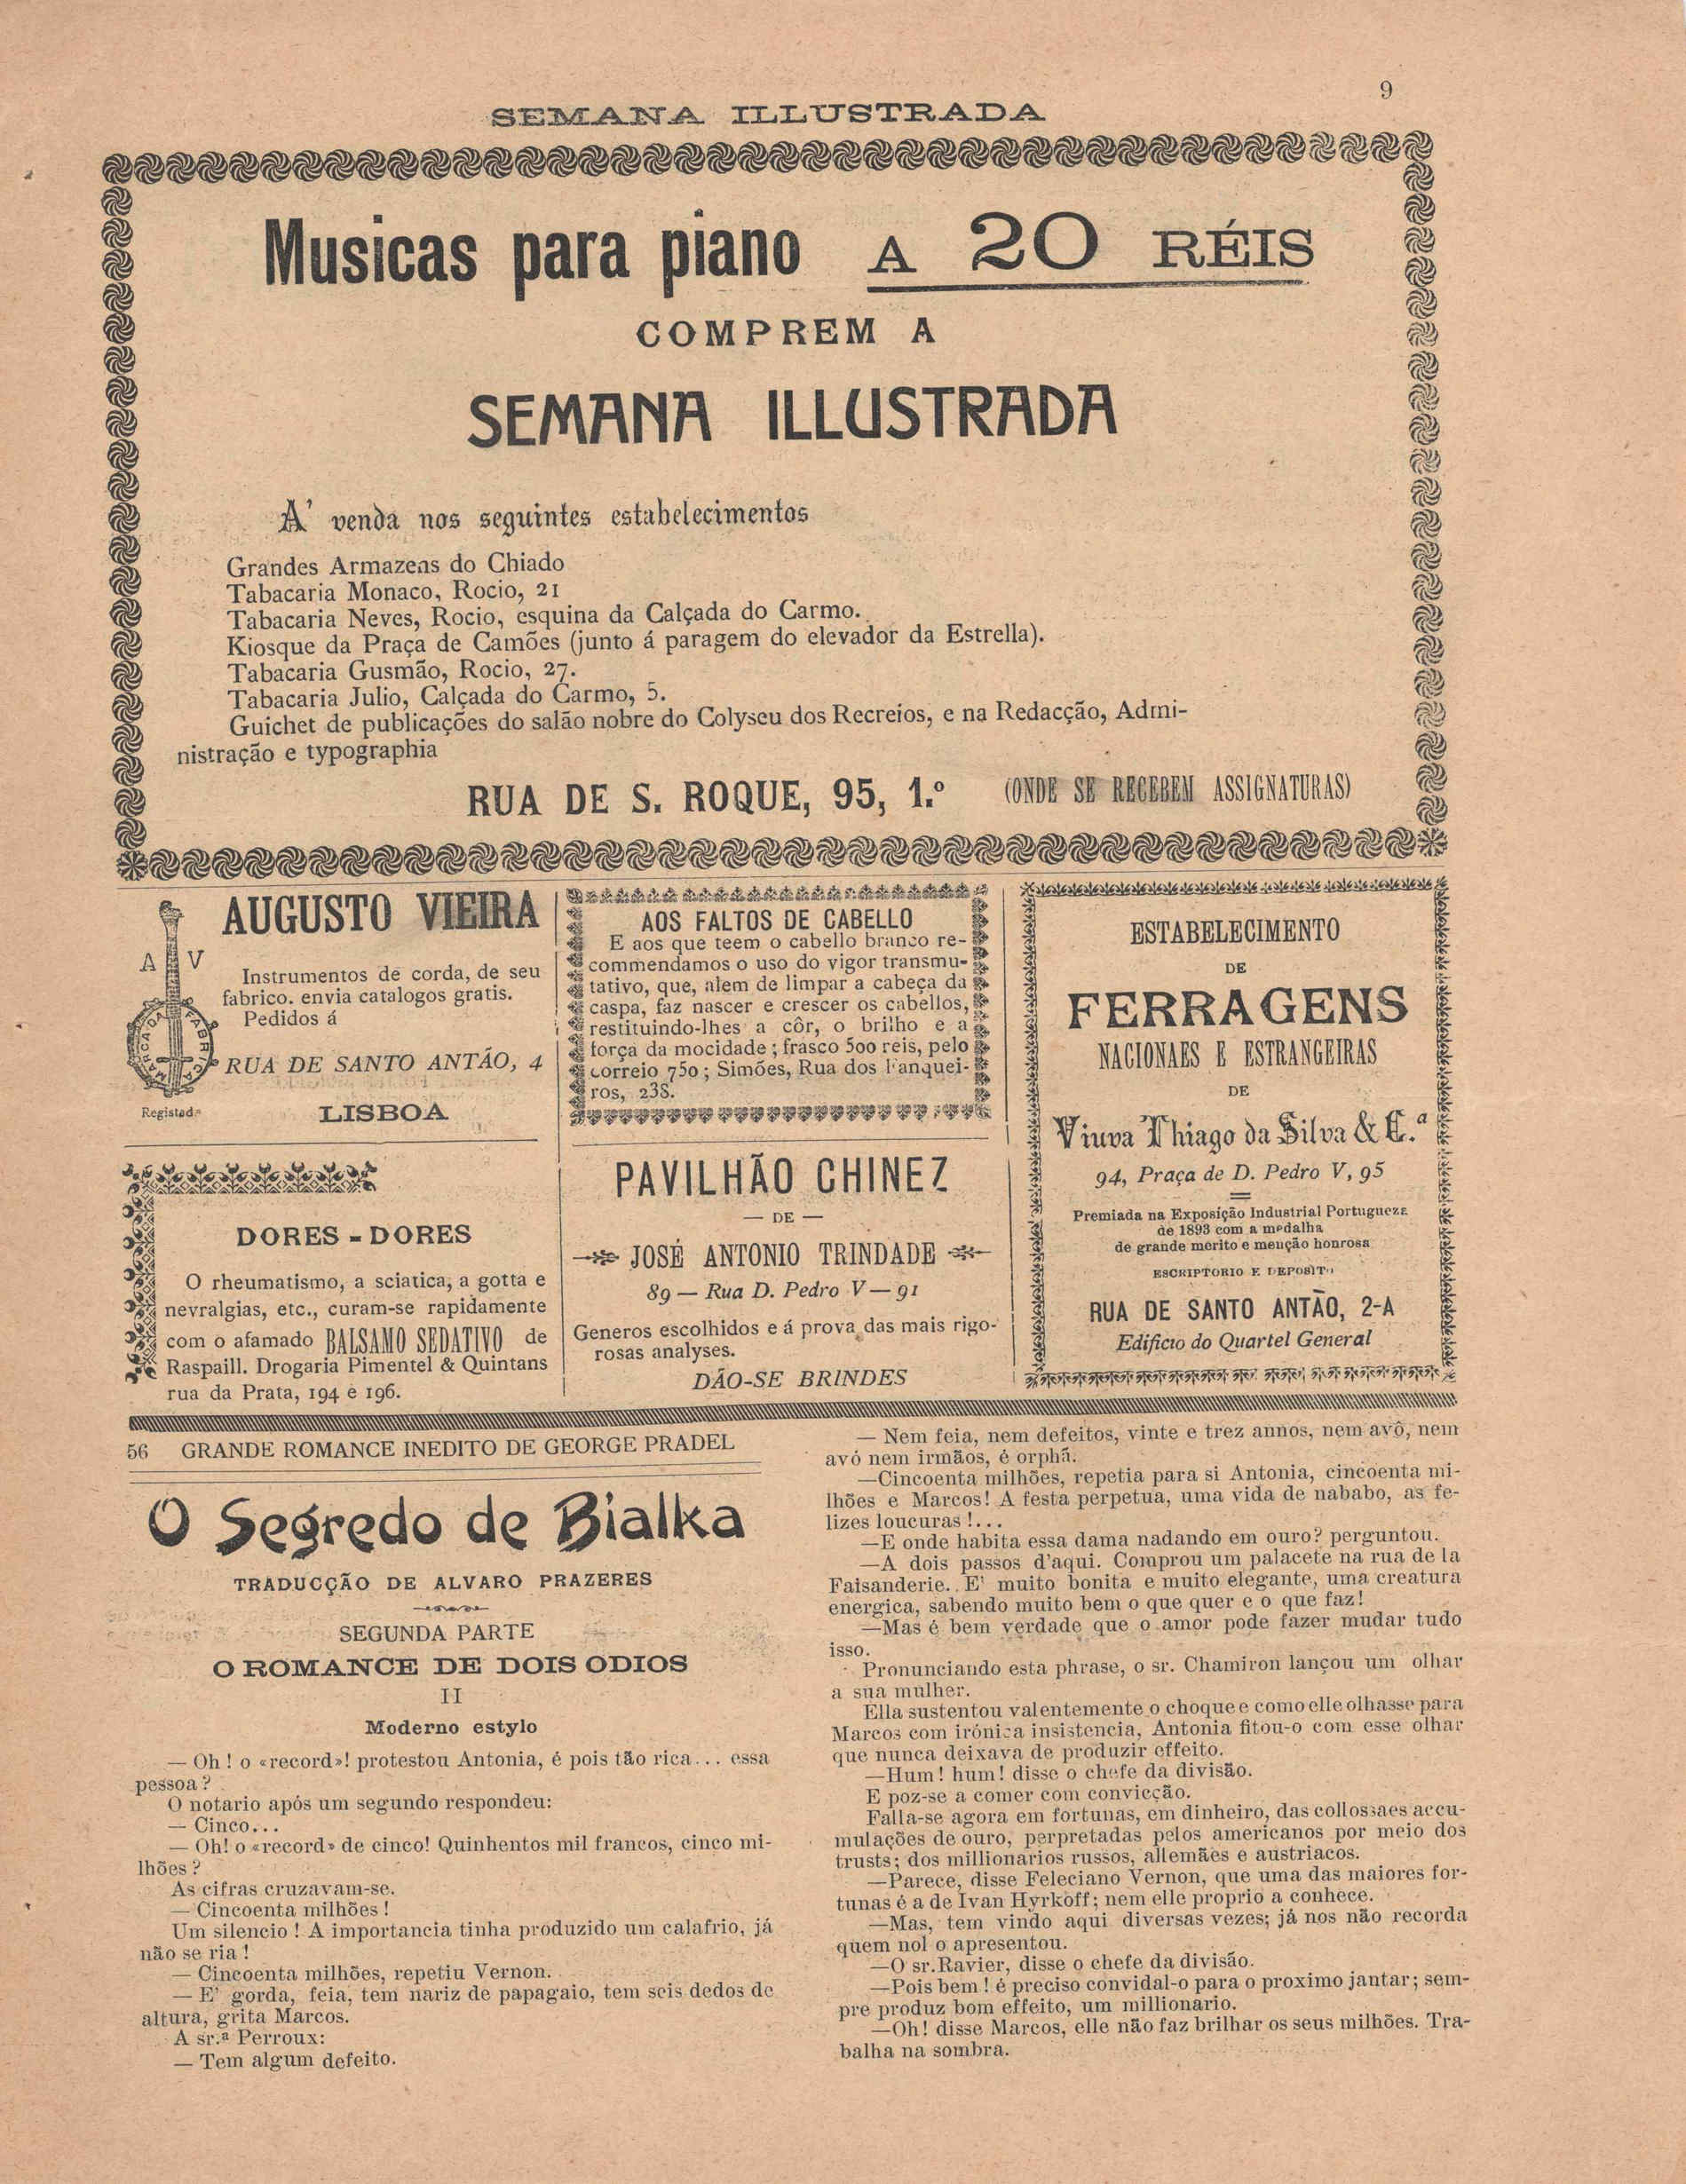 9
SEMANA ILLUSTRADA
Musicas para piano A 20 RÉIS
COMPREM A
SEMANA ILLUSTRADA
A' venda nos seguintes estabelecimentos
Grandes Armazens do Chiado
Tabacaria Monaco, Rocio, 21
Tabacaria Neves, Rocio, esquina da Calçada do Carmo.
Kiosque da Praça de Camões (junto á paragem do elevador da Estrella).
Tabacaria Gusmão, Rocio, 27.
Tabacaria Julio, Calçada do Carmo, 5.
Guichet de publicações do salão nobre do Colyseu dos Recreios, e na Redacção, Admi-
nistração e typographia
RUA DE S. ROQUE, 95, 1.º (ONDE SE RECEBEM ASSIGNATURAS)
AUGUSTO VIEIRA
A V
Instrumentos de corda, de seu
fabrico. envia catalogos gratis.
Pedidos á
RUA DE SANTO ANTÃO, 4
LISBOA
AOS FALTOS DE CABELLO
E aos que teem o cabello branco re-
commendamos o uso do vigor transmu-
tativo, que, alem de limpar a cabeça da
caspa, faz nascer e crescer os cabellos,
restituindo-lhes a côr, o brilho e a
força da mocidade; frasco 500 reis, pelo
correio 750; Simões, Rua dos Fanquei-
ros, 238.
ESTABELECIMENTO
DE
FERRAGENS
NACIONAES E ESTRANGEIRAS
DE
Viuva Thiago da Silva & C.ª
94, Praça de D. Pedro V, 95
Premiada na Exposição Industrial Portugueza
de 1893 com a medalha
de grande merito e menção honrosa
ESCRIPTORIO E DEPOSITO
RUA DE SANTO ANTÃO, 2-A
Edificio do Quartel General
DORES - DORES
O rheumatismo, a sciatica, a gotta e
nevralgias, etc., curam-se rapidamente
com o afamado BALSAMO SEDATIVO de
Raspaill. Drogaria Pimentel & Quintans
rua da Prata, 194 e 196.
PAVILHÃO CHINEZ
— DE —
JOSÉ ANTONIO TRINDADE
89 — Rua D. Pedro V — 91
Generos escolhidos e á prova das mais rigo-
rosas analyses.
DÃO-SE BRINDES
56 GRANDE ROMANCE INEDITO DE GEORGE PRADEL
O Segredo de Bialka
TRADUCÇÃO DE ALVARO PRAZERES
SEGUNDA PARTE
O ROMANCE DE DOIS ODIOS
II
Moderno estylo
— Oh! o «record»! protestou Antonia, é pois tão rica... essa
pessoa?
O notario após um segundo respondeu:
— Cinco...
— Oh! o «record» de cinco! Quinhentos mil francos, cinco mi-
lhões?
As cifras cruzavam-se.
— Cincoenta milhões!
Um silencio! A importancia tinha produzido um calafrio, já
não se ria!
— Cincoenta milhões, repetiu Vernon.
— E' gorda, feia, tem nariz de papagaio, tem seis dedos de
altura, grita Marcos.
A sr.ª Perroux:
— Tem algum defeito.
— Nem feia, nem defeitos, vinte e trez annos, nem avô, nem
avó nem irmãos, é orphã.
—Cincoenta milhões, repetia para si Antonia, cincoenta mi-
lhões e Marcos! A festa perpetua, uma vida de nababo, as fe-
lizes loucuras!...
—E onde habita essa dama nadando em ouro? perguntou.
—A dois passos d'aqui. Comprou um palacete na rua de la
Faisanderie.. E' muito bonita e muito elegante, uma creatura
energica, sabendo muito bem o que quer e o que faz!
—Mas é bem verdade que o amor pode fazer mudar tudo
isso.
Pronunciando esta phrase, o sr. Chamiron lançou um olhar
a sua mulher.
Ella sustentou valentemente o choque e como elle olhasse para
Marcos com irónica insistencia, Antonia fitou-o com esse olhar
que nunca deixava de produzir effeito.
—Hum! hum! disse o chefe da divisão.
E poz-se a comer com convicção.
Falla-se agora em fortunas, em dinheiro, das collossaes accu-
mulações de ouro, perpretadas pelos americanos por meio dos
trusts; dos millionarios russos, allemães e austriacos.
—Parece, disse Feleciano Vernon, que uma das maiores for-
tunas é a de Ivan Hyrkoff; nem elle proprio a conhece.
—Mas, tem vindo aqui diversas vezes; já nos não recorda
quem nol o apresentou.
—O sr. Ravier, disse o chefe da divisão.
—Pois bem! é preciso convidal-o para o proximo jantar; sem-
pre produz bom effeito, um millionario.
—Oh! disse Marcos, elle não faz brilhar os seus milhões. Tra-
balha na sombra.